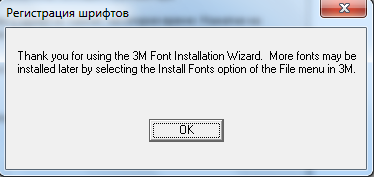 Регистрация шрифтов
Thank you for using the 3M Font Installation Wizard.  More fonts may be
installed later by selecting the Install Fonts option of the File menu in 3M.
OK